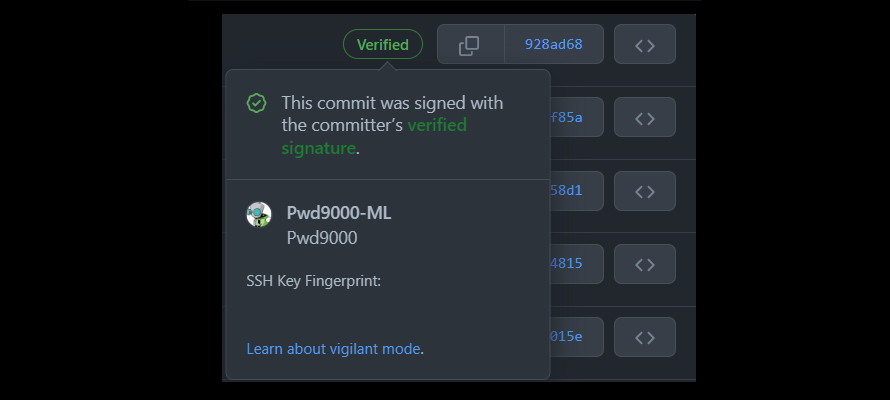 Verified
928ad68
This commit was signed with
the committer’s verified
signature.
f85a
58d1
Pwd9000-ML
Pwd9000
4815
SSH Key Fingerprint:
015e
Learn about vigilant mode.